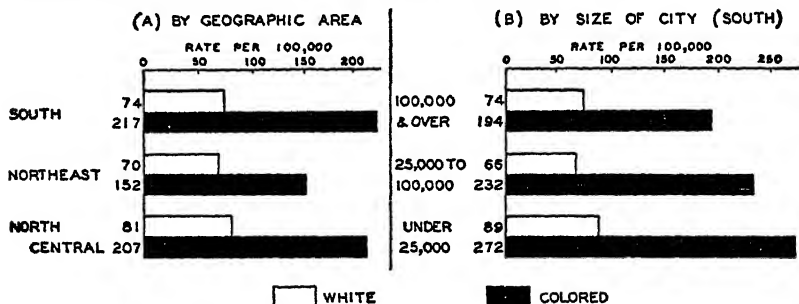 (A) BY GEOGRAPHIC AREA
RATE PER 100,000
0 50 100 150 200
SOUTH
74
217
NORTHEAST
70
152
NORTH
CENTRAL
81
207
(B) BY SIZE OF CITY (SOUTH)
RATE PER 100,000
0 50 100 150 200 250
100,000
& OVER
74
194
25,000 TO
100,000
66
232
UNDER
25,000
89
272
WHITE
COLORED